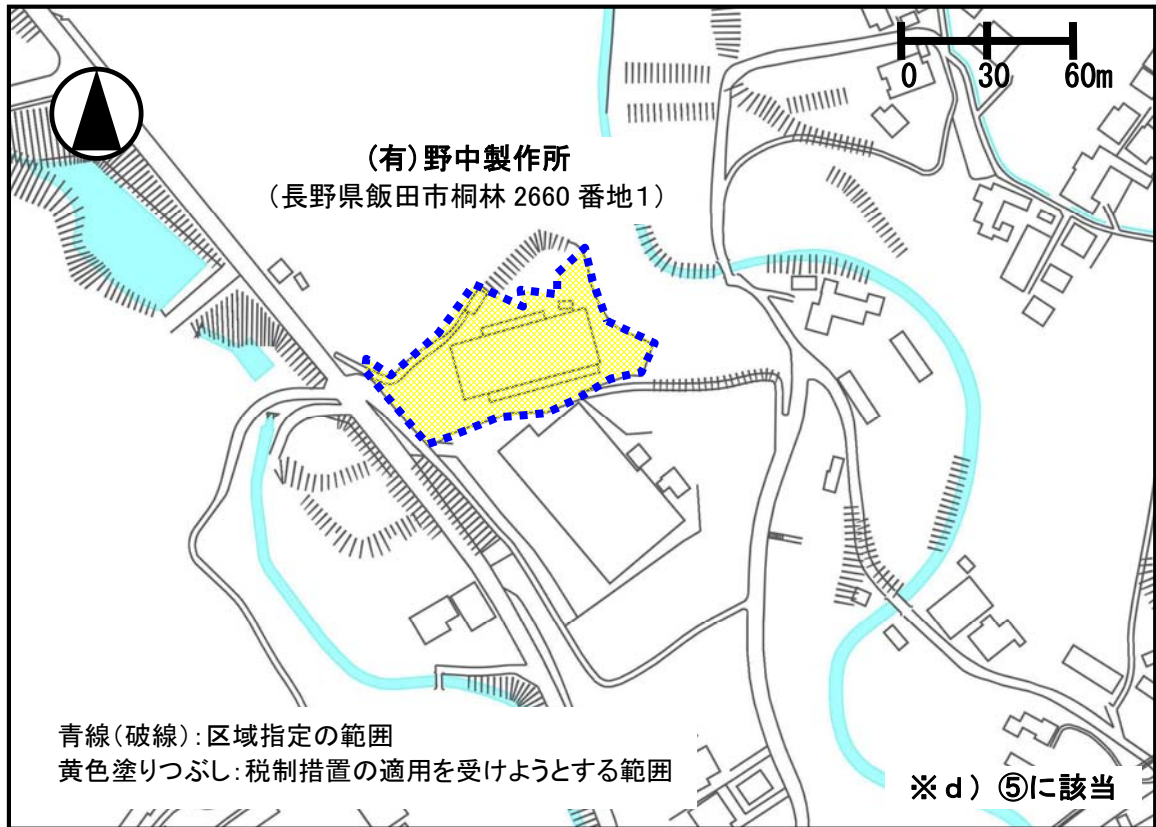 0 30 60m
(有)野中製作所
(長野県飯田市桐林 2660 番地１)
青線(破線)：区域指定の範囲
黄色塗りつぶし：税制措置の適用を受けようとする範囲
※ｄ）⑤に該当